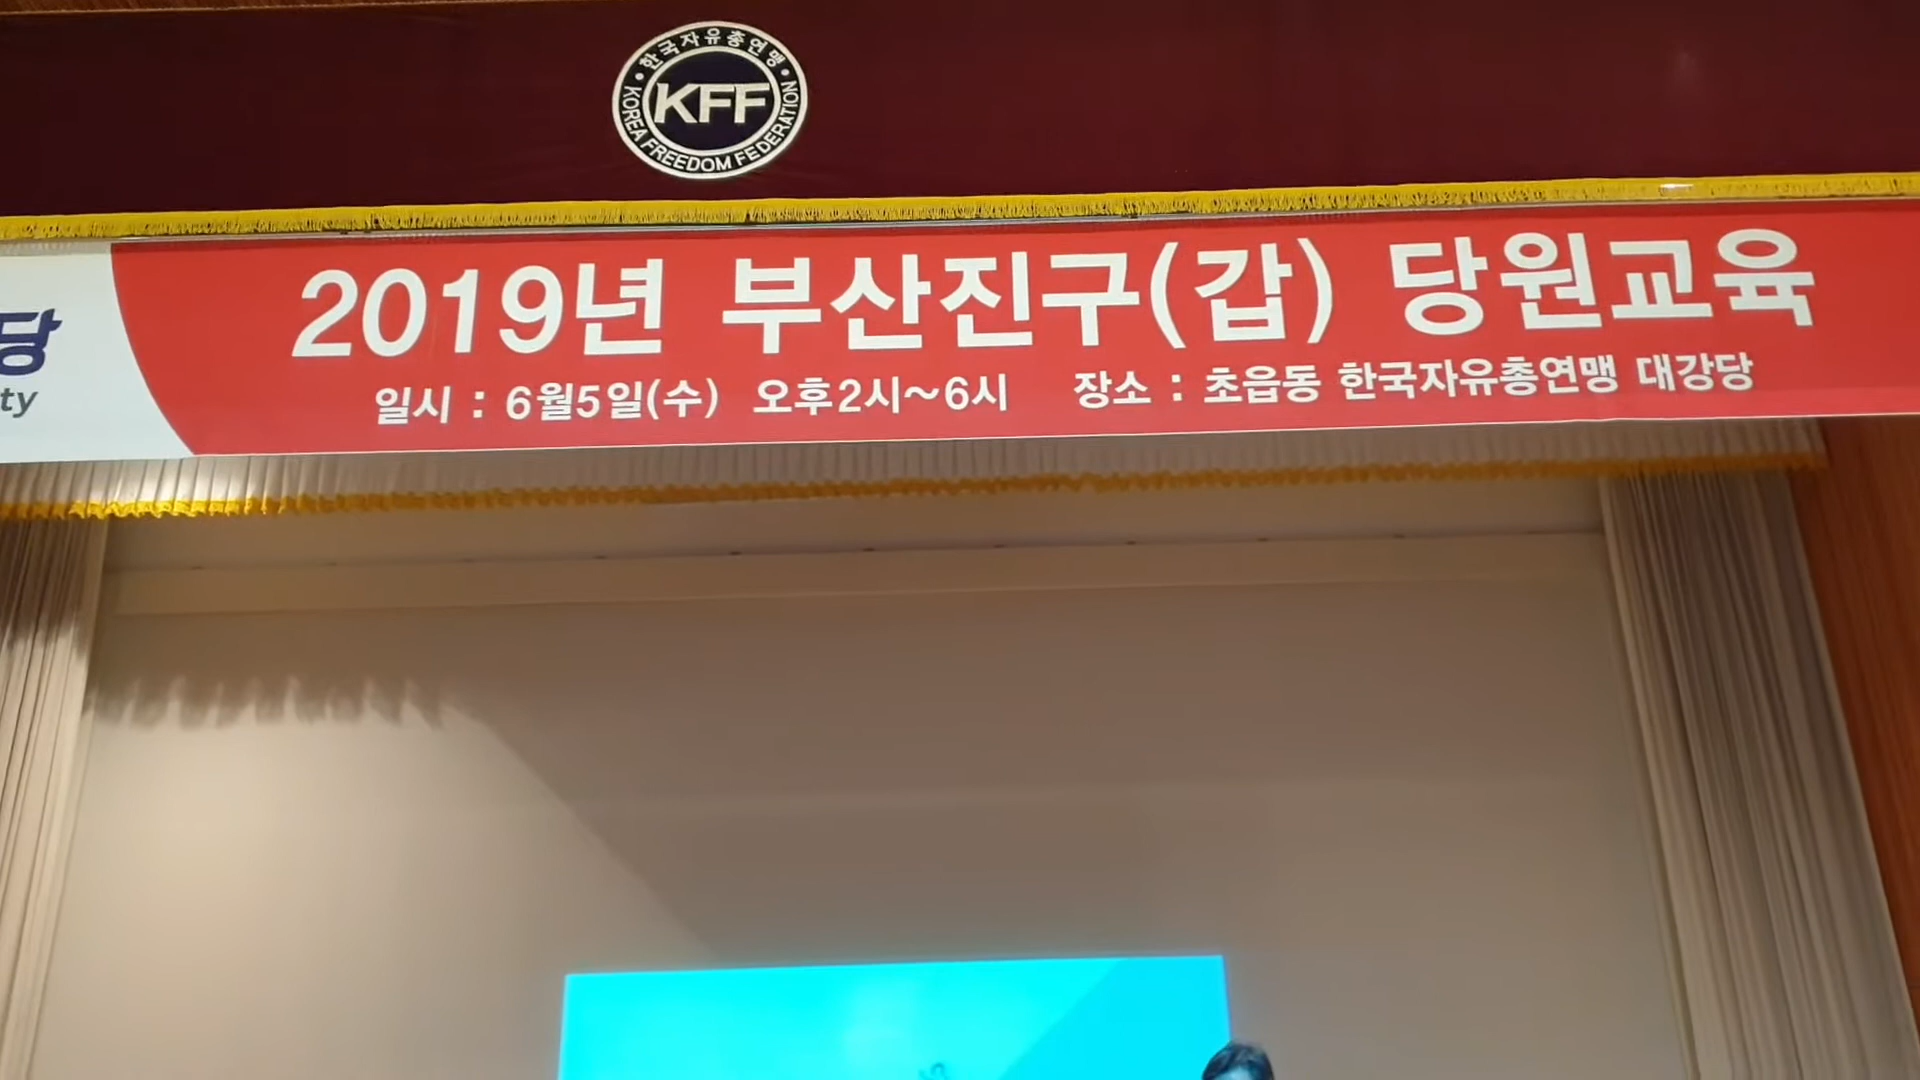 한국자유총연맹
KFF
KOREA FREEDOM FEDERATION
당
ty
2019년 부산진구(갑) 당원교육
일시 : 6월5일(수) 오후2시~6시 장소 : 초읍동 한국자유총연맹 대강당